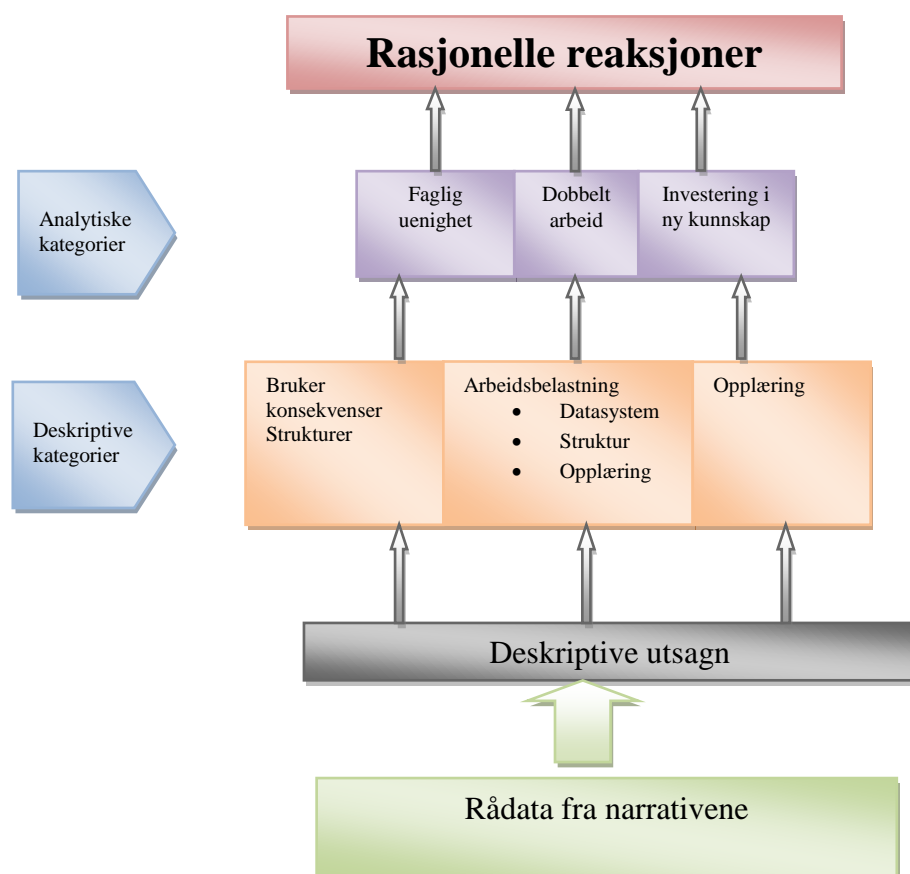 Rasjonelle reaksjoner
Analytiske
kategorier
Faglig
uenighet
Dobbelt
arbeid
Investering i
ny kunnskap
Deskriptive
kategorier
Bruker
konsekvenser
Strukturer
Arbeidsbelastning
• Datasystem
• Struktur
• Opplæring
Opplæring
Deskriptive utsagn
Rådata fra narrativene